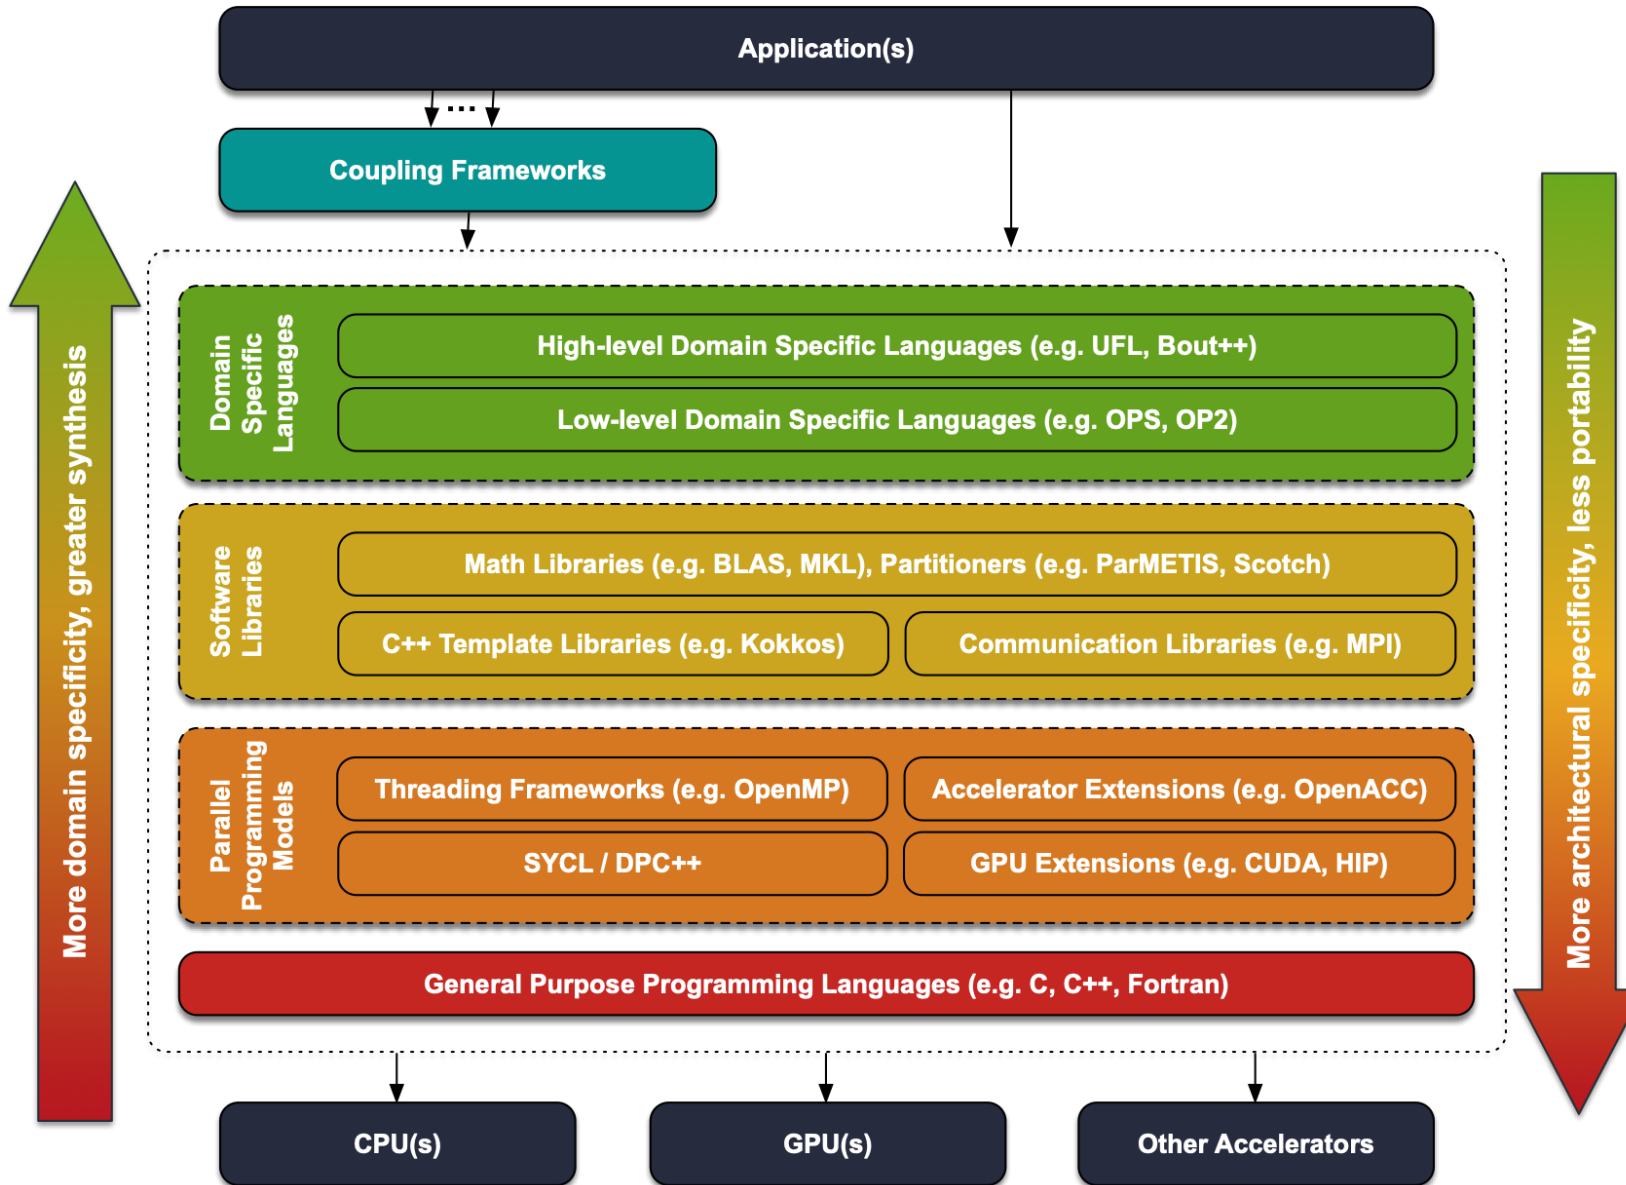 Application(s)
...
Coupling Frameworks
More domain specificity, greater synthesis
More architectural specificity, less portability
Domain
Specific
Languages
High-level Domain Specific Languages (e.g. UFL, Bout++)
Low-level Domain Specific Languages (e.g. OPS, OP2)
Software
Libraries
Math Libraries (e.g. BLAS, MKL), Partitioners (e.g. ParMETIS, Scotch)
C++ Template Libraries (e.g. Kokkos)
Communication Libraries (e.g. MPI)
Parallel
Programming
Models
Threading Frameworks (e.g. OpenMP)
Accelerator Extensions (e.g. OpenACC)
SYCL / DPC++
GPU Extensions (e.g. CUDA, HIP)
General Purpose Programming Languages (e.g. C, C++, Fortran)
CPU(s)
GPU(s)
Other Accelerators